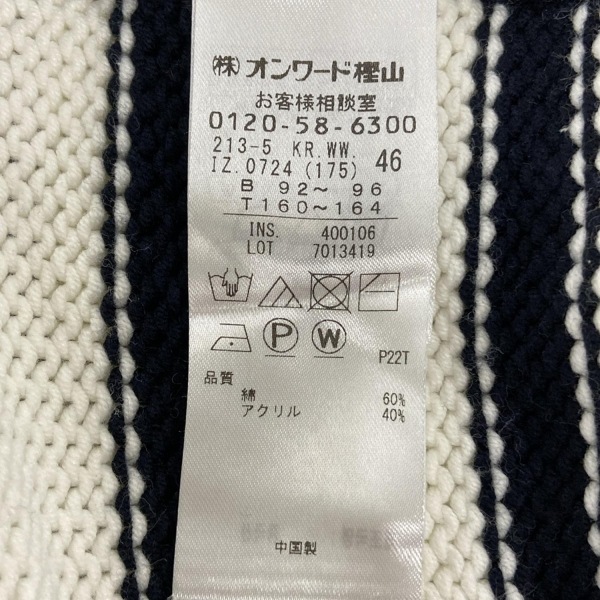 ㈱オンワード樫山
お客様相談室
0120-58-6300
213-5 KR.WW. 46
IZ.0724 (175)
B 92〜 96
T 160〜164
INS. 400106
LOT 7013419
P W
P22T
品質
綿 60%
アクリル 40%
中国製